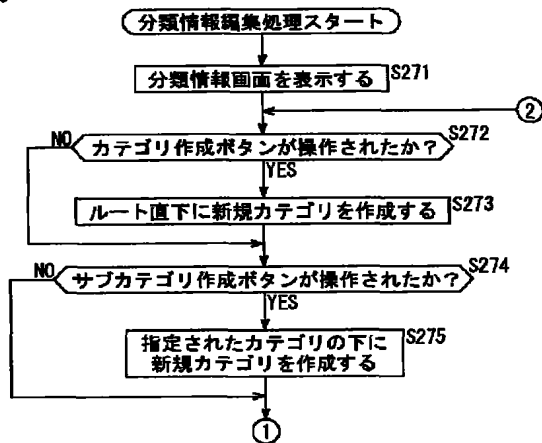 分類情報編集処理スタート
分類情報画面を表示する S271
②
NO カテゴリ作成ボタンが操作されたか? S272
YES
ルート直下に新規カテゴリを作成する S273
NO サブカテゴリ作成ボタンが操作されたか? S274
YES
指定されたカテゴリの下に S275
新規カテゴリを作成する
①